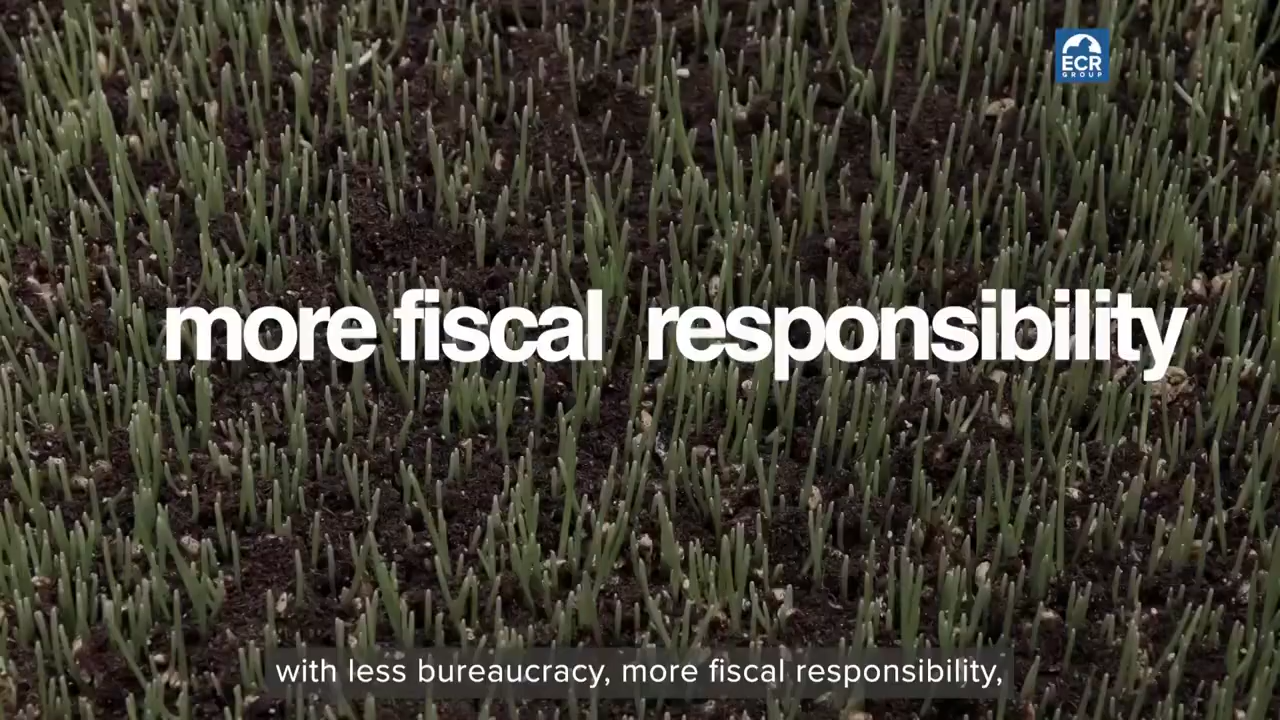 ECR
GROUP
more fiscal responsibility
with less bureaucracy, more fiscal responsibility,